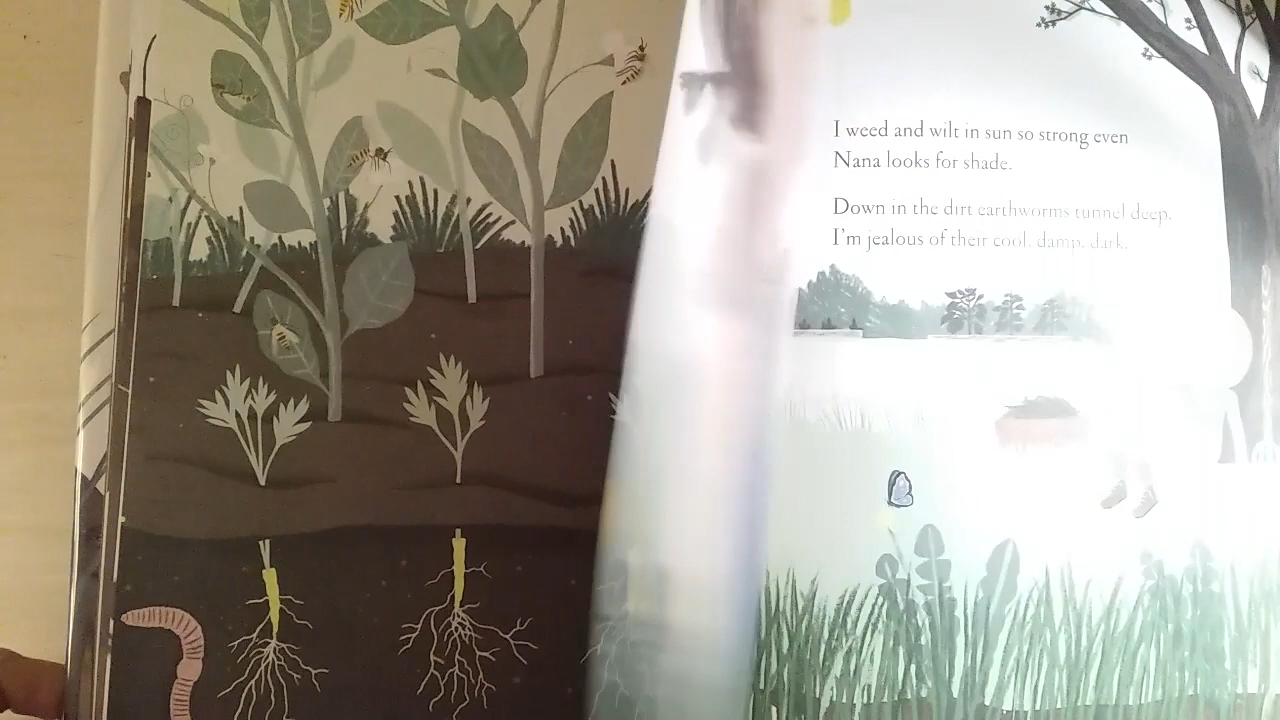 I weed and wilt in sun so strong even
Nana looks for shade.
Down in the dirt earthworms tunnel deep.
I'm jealous of their cool, damp, dark.